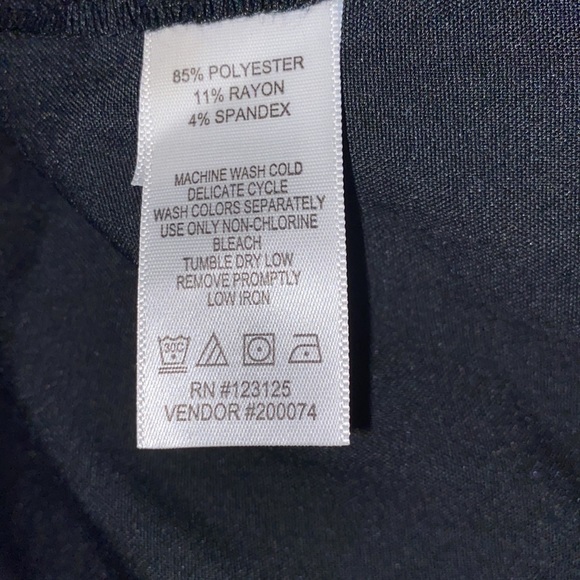 85% POLYESTER
11% RAYON
4% SPANDEX
MACHINE WASH COLD
DELICATE CYCLE
WASH COLORS SEPARATELY
USE ONLY NON-CHLORINE
BLEACH
TUMBLE DRY LOW
REMOVE PROMPTLY
LOW IRON
30C
RN #123125
VENDOR #200074